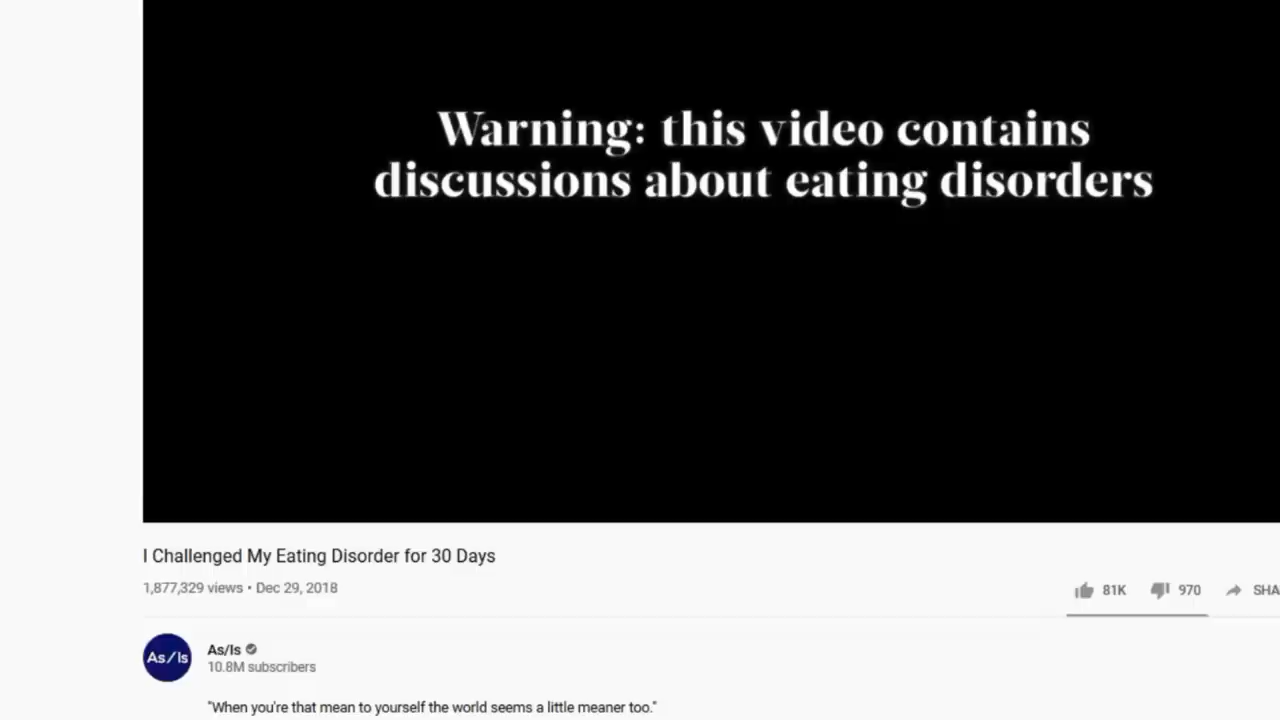 Warning: this video contains
discussions about eating disorders
I Challenged My Eating Disorder for 30 Days
1,877,329 views • Dec 29, 2018
81K 970 SHA
As/Is
As/Is
10.8M subscribers
"When you're that mean to yourself the world seems a little meaner too."